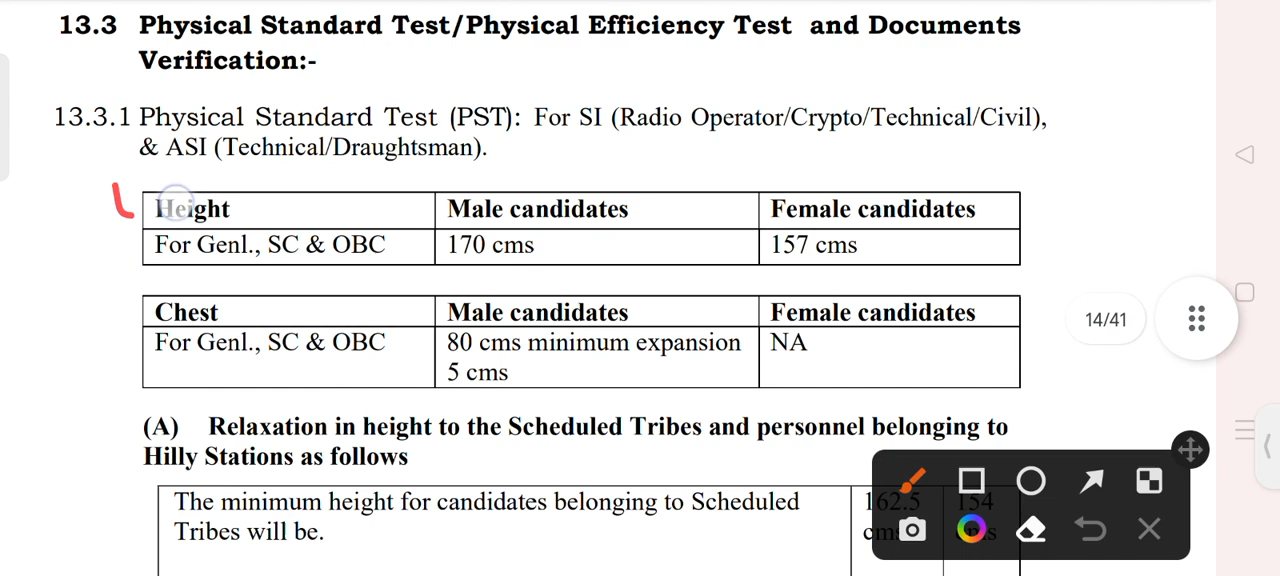 13.3 Physical Standard Test/Physical Efficiency Test and Documents
Verification:-
13.3.1 Physical Standard Test (PST): For SI (Radio Operator/Crypto/Technical/Civil),
& ASI (Technical/Draughtsman).
Height Male candidates Female candidates
For Genl., SC & OBC 170 cms 157 cms
Chest Male candidates Female candidates
For Genl., SC & OBC 80 cms minimum expansion NA
5 cms
14/41
(A) Relaxation in height to the Scheduled Tribes and personnel belonging to
Hilly Stations as follows
The minimum height for candidates belonging to Scheduled 162.5 154
Tribes will be. cms cms